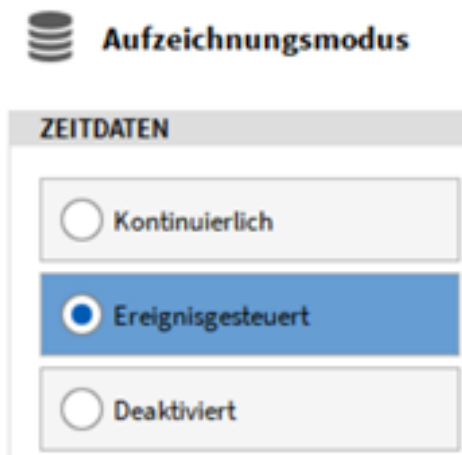 Aufzeichnungsmodus
ZEITDATEN
Kontinuierlich
Ereignisgesteuert
Deaktiviert